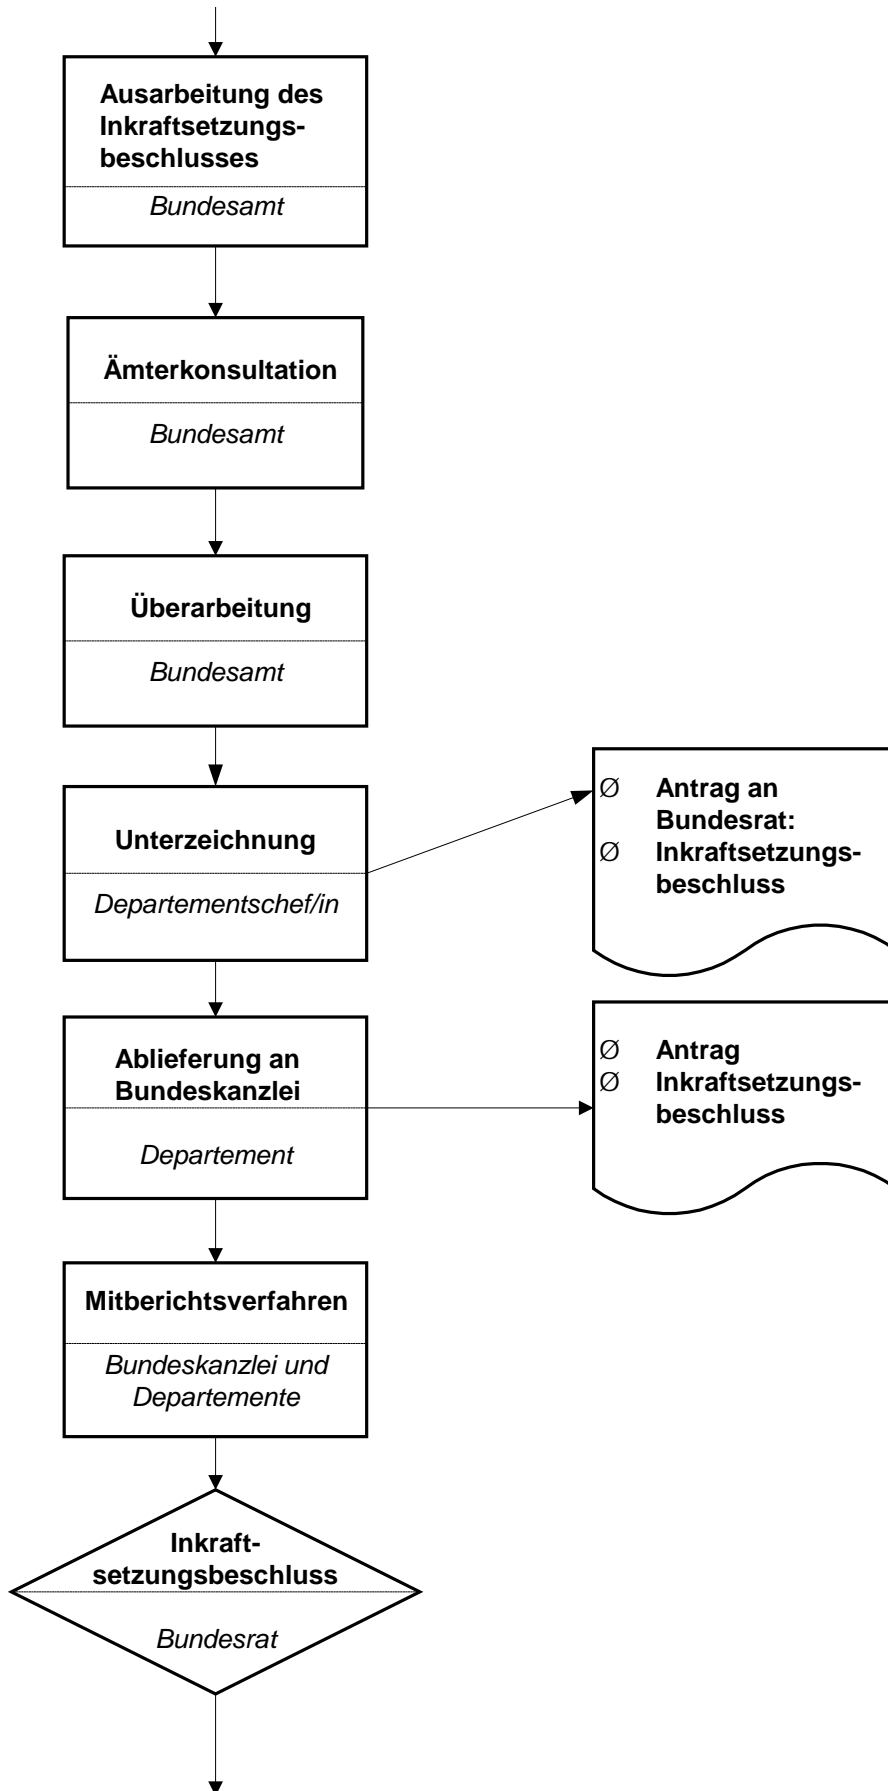 Ausarbeitung des
Inkraftsetzungs-
beschlusses
Bundesamt
Ämterkonsultation
Bundesamt
Überarbeitung
Bundesamt
Unterzeichnung
Departementschef/in
Ø Antrag an
Bundesrat:
Ø Inkraftsetzungs-
beschluss
Ablieferung an
Bundeskanzlei
Departement
Ø Antrag
Ø Inkraftsetzungs-
beschluss
Mitberichtsverfahren
Bundeskanzlei und
Departemente
Inkraft-
setzungsbeschluss
Bundesrat